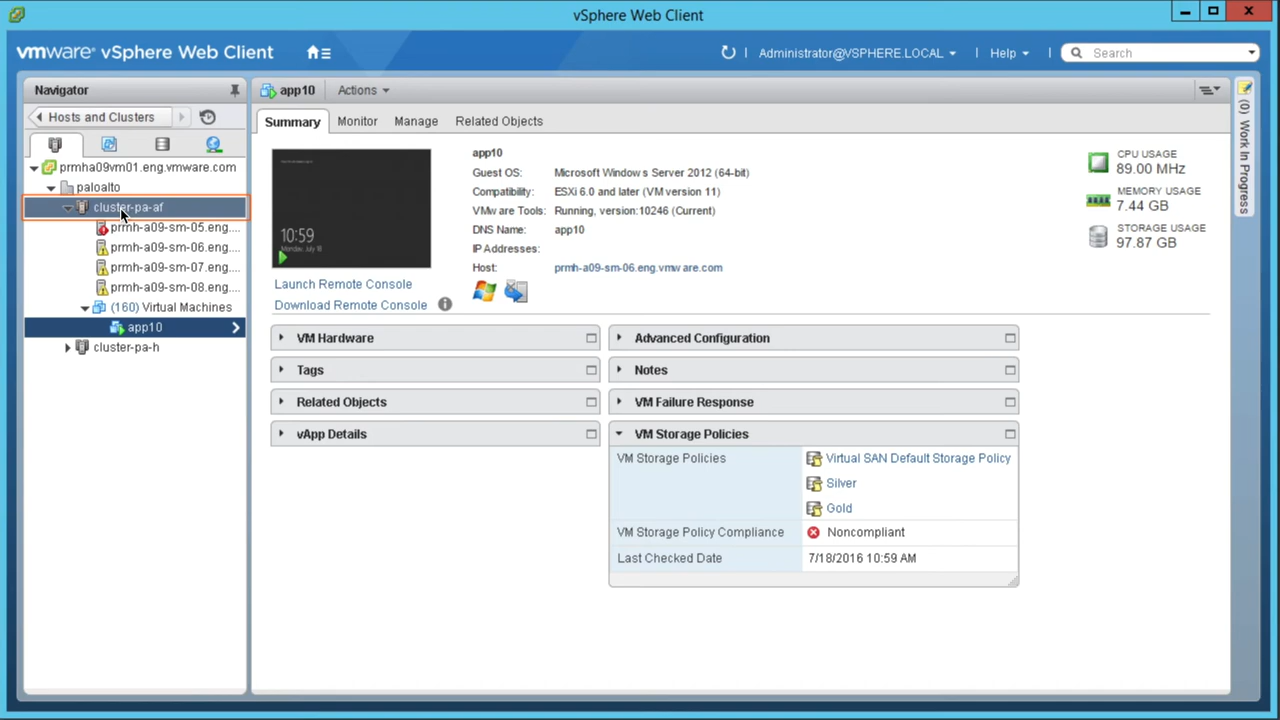 vSphere Web Client
vmware® vSphere Web Client
Administrator@VSPHERE.LOCAL
Help
Search
Navigator
Hosts and Clusters
prmha09vm01.eng.vmware.com
paloalto
cluster-pa-af
prmh-a09-sm-05.eng....
prmh-a09-sm-06.eng....
prmh-a09-sm-07.eng....
prmh-a09-sm-08.eng....
(160) Virtual Machines
app10
cluster-pa-h
app10
Actions
Summary
Monitor
Manage
Related Objects
10:59
Monday, July 18
Launch Remote Console
Download Remote Console
app10
Guest OS: Microsoft Windows Server 2012 (64-bit)
Compatibility: ESXi 6.0 and later (VM version 11)
VMware Tools: Running, version:10246 (Current)
DNS Name: app10
IP Addresses:
Host: prmh-a09-sm-06.eng.vmware.com
CPU USAGE
89.00 MHz
MEMORY USAGE
7.44 GB
STORAGE USAGE
97.87 GB
VM Hardware
Tags
Related Objects
vApp Details
Advanced Configuration
Notes
VM Failure Response
VM Storage Policies
VM Storage Policies Virtual SAN Default Storage Policy
Silver
Gold
VM Storage Policy Compliance Noncompliant
Last Checked Date 7/18/2016 10:59 AM
(0) Work In Progress